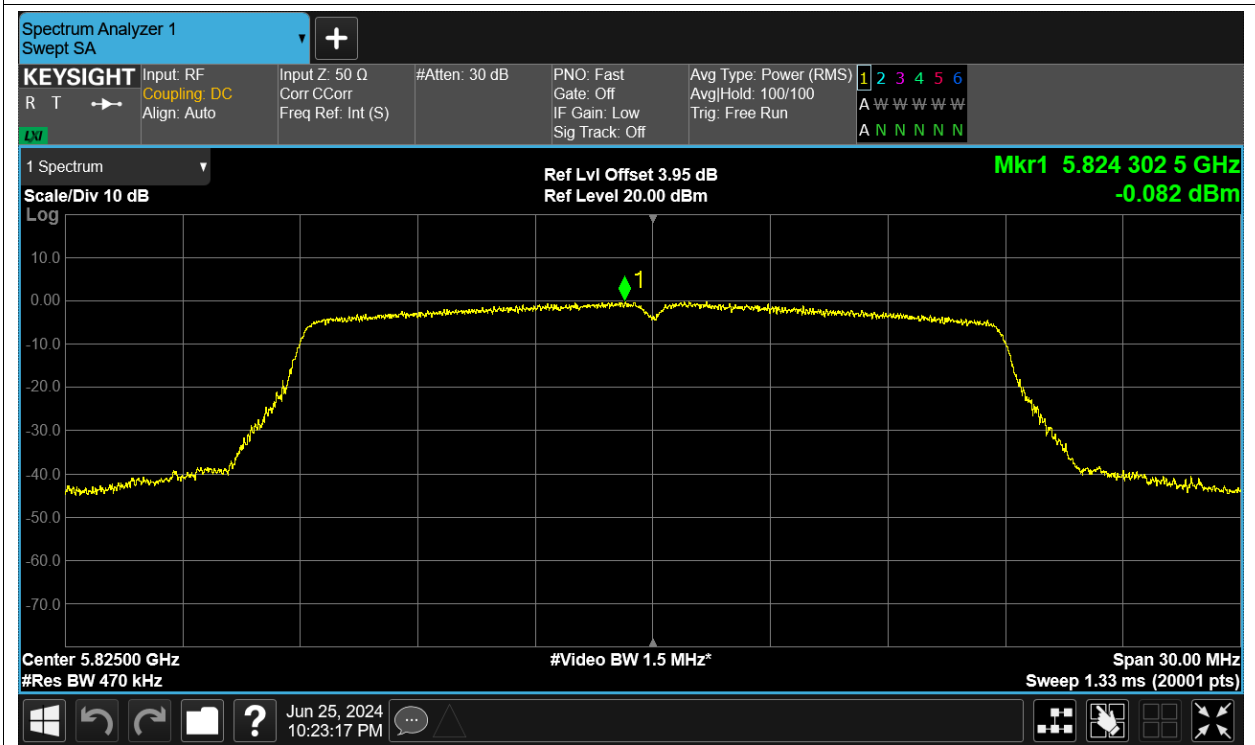 Spectrum Analyzer 1
Swept SA
+
KEYSIGHT
R T
LXI
Input: RF
Coupling: DC
Align: Auto
Input Z: 50 Ω
Corr CCorr
Freq Ref: Int (S)
#Atten: 30 dB
PNO: Fast
Gate: Off
IF Gain: Low
Sig Track: Off
Avg Type: Power (RMS)
Avg|Hold: 100/100
Trig: Free Run
1 2 3 4 5 6
A W W W W W
A N N N N N
1 Spectrum
Scale/Div 10 dB
Log
Ref Lvl Offset 3.95 dB
Ref Level 20.00 dBm
Mkr1 5.824 302 5 GHz
-0.082 dBm
1
10.0
0.00
-10.0
-20.0
-30.0
-40.0
-50.0
-60.0
-70.0
Center 5.82500 GHz
#Res BW 470 kHz
#Video BW 1.5 MHz*
Span 30.00 MHz
Sweep 1.33 ms (20001 pts)
?
Jun 25, 2024
10:23:17 PM